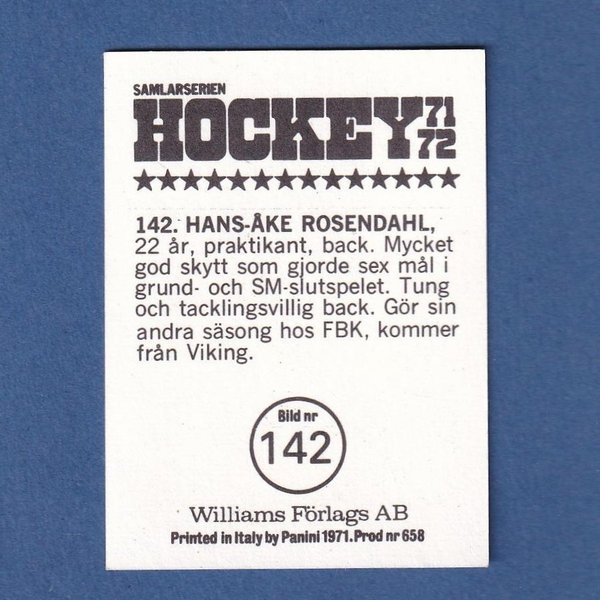 SAMLARSERIEN
HOCKEY 71
72
142. HANS-ÅKE ROSENDAHL,
22 år, praktikant, back. Mycket
god skytt som gjorde sex mål i
grund- och SM-slutspelet. Tung
och tacklingsvillig back. Gör sin
andra säsong hos FBK, kommer
från Viking.
Bild nr
142
Williams Förlags AB
Printed in Italy by Panini 1971. Prod nr 658